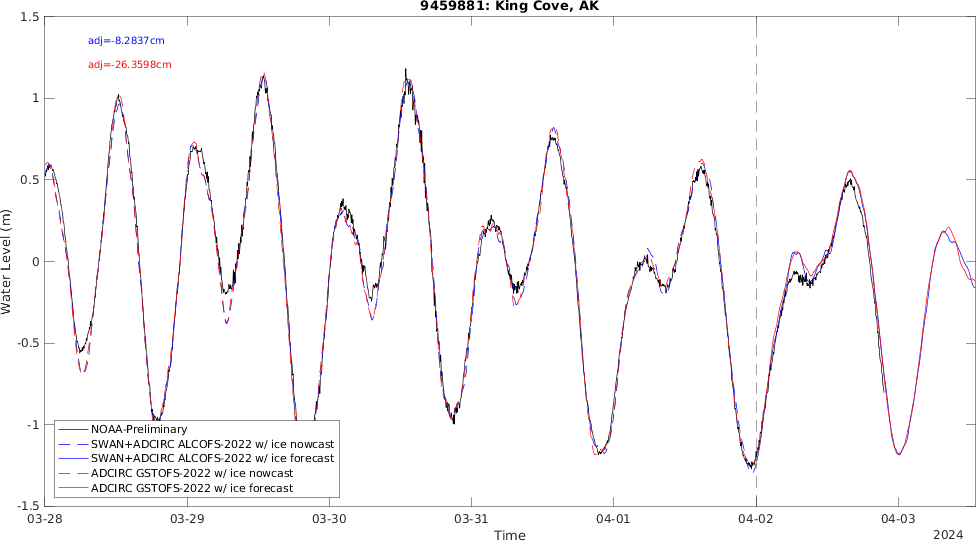 9459881: King Cove, AK
adj=-8.2837cm
adj=-26.3598cm
1.5
1
0.5
0
-0.5
-1
-1.5
Water Level (m)
NOAA-Preliminary
SWAN+ADCIRC ALCOFS-2022 w/ ice nowcast
SWAN+ADCIRC ALCOFS-2022 w/ ice forecast
ADCIRC GSTOFS-2022 w/ ice nowcast
ADCIRC GSTOFS-2022 w/ ice forecast
03-28 03-29 03-30 03-31 04-01 04-02 04-03
Time
2024